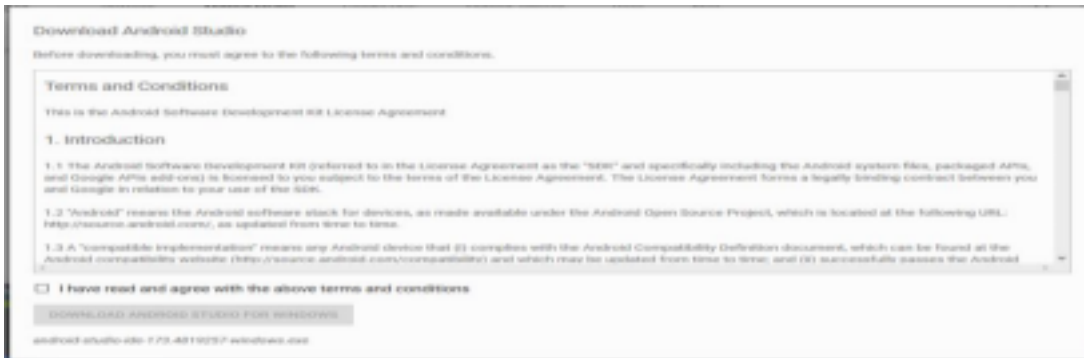 Download Android Studio
Before downloading, you must agree to the following terms and conditions.
Terms and Conditions
This is the Android Software Development Kit License Agreement
1. Introduction
1.1 The Android Software Development Kit (referred to in the License Agreement as the "SDK" and specifically including the Android system files, packaged APIs,
and Google APIs add-ons) is licensed to you subject to the terms of the License Agreement. The License Agreement forms a legally binding contract between you
and Google in relation to your use of the SDK.
1.2 "Android" means the Android software stack for devices, as made available under the Android Open Source Project, which is located at the following URL:
http://source.android.com/, as updated from time to time.
1.3 A "compatible implementation" means any Android device that (i) complies with the Android Compatibility Definition document, which can be found at the
Android compatibility website (http://source.android.com/compatibility) and which may be updated from time to time; and (ii) successfully passes the Android
I have read and agree with the above terms and conditions
DOWNLOAD ANDROID STUDIO FOR WINDOWS
android-studio-ide-173.4819257-windows.exe